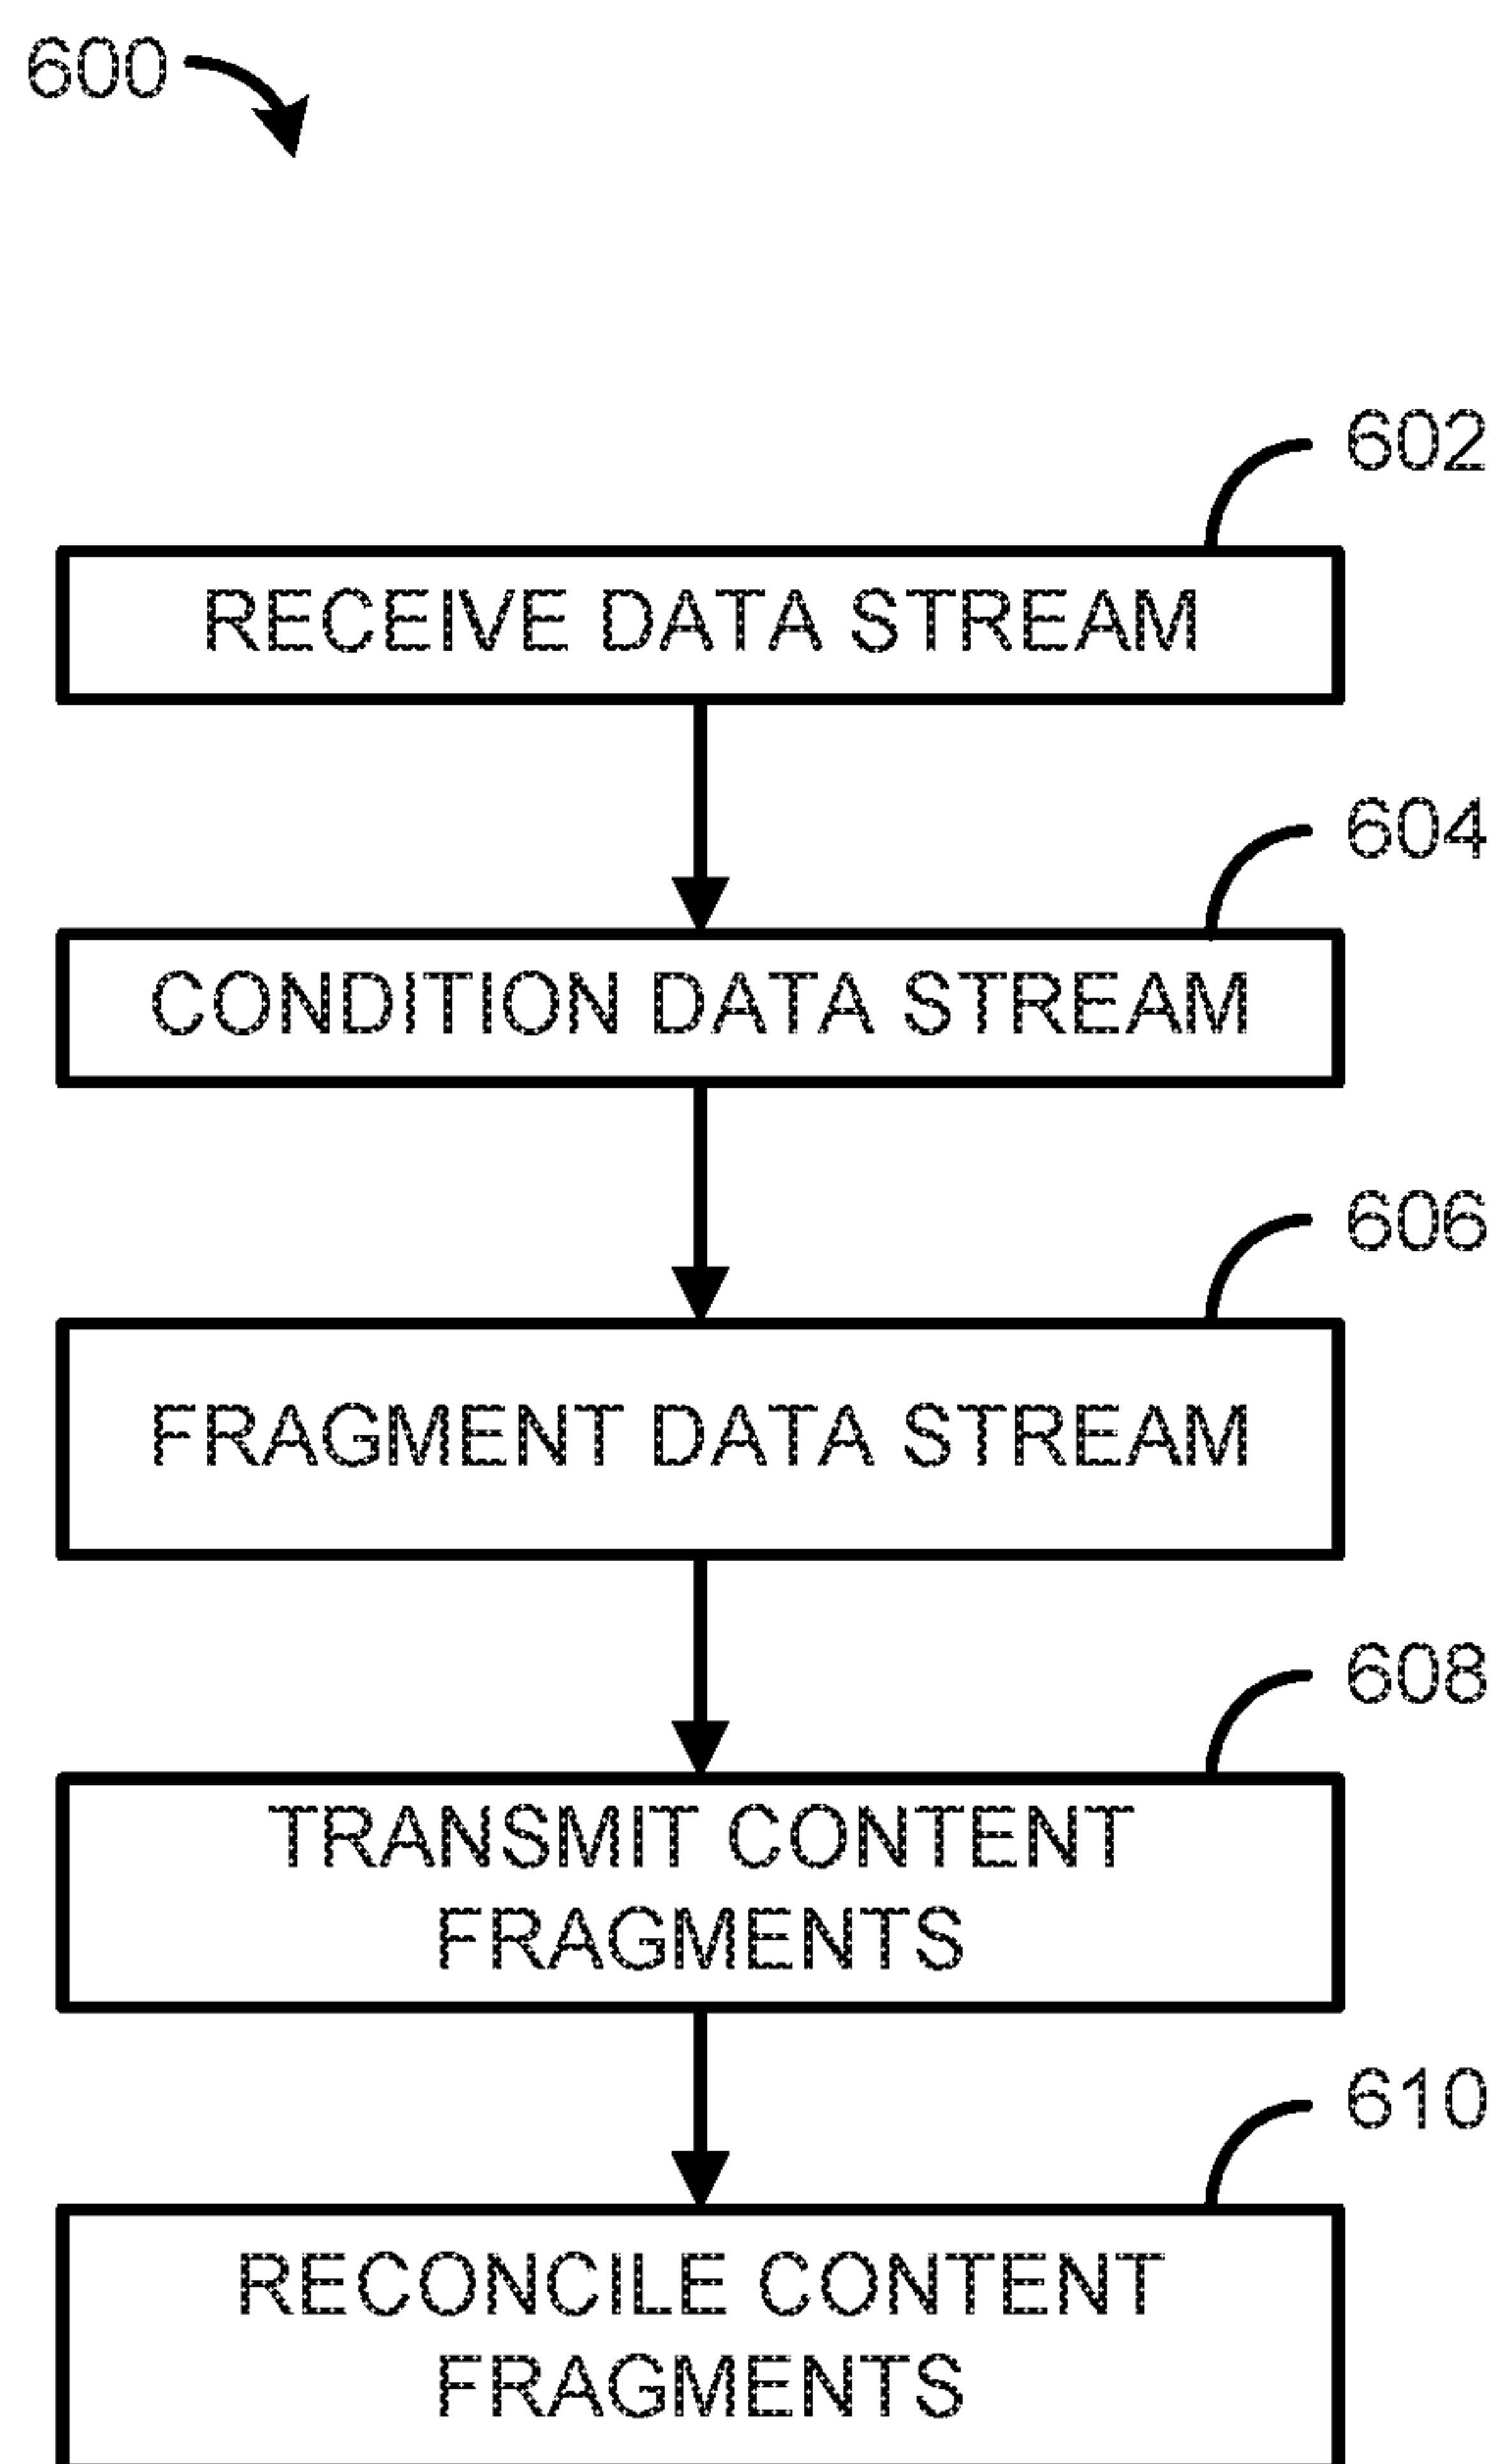 600
602
RECEIVE DATA STREAM
604
CONDITION DATA STREAM
606
FRAGMENT DATA STREAM
608
TRANSMIT CONTENT
FRAGMENTS
610
RECONCILE CONTENT
FRAGMENTS